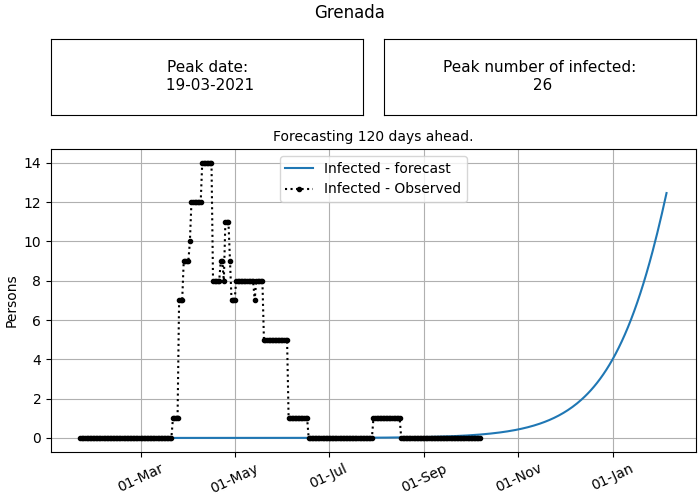 Grenada
Peak date:
19-03-2021
Peak number of infected:
26
Forecasting 120 days ahead.
Infected - forecast
Infected - Observed
Persons
14
12
10
8
6
4
2
0
01-Mar
01-May
01-Jul
01-Sep
01-Nov
01-Jan